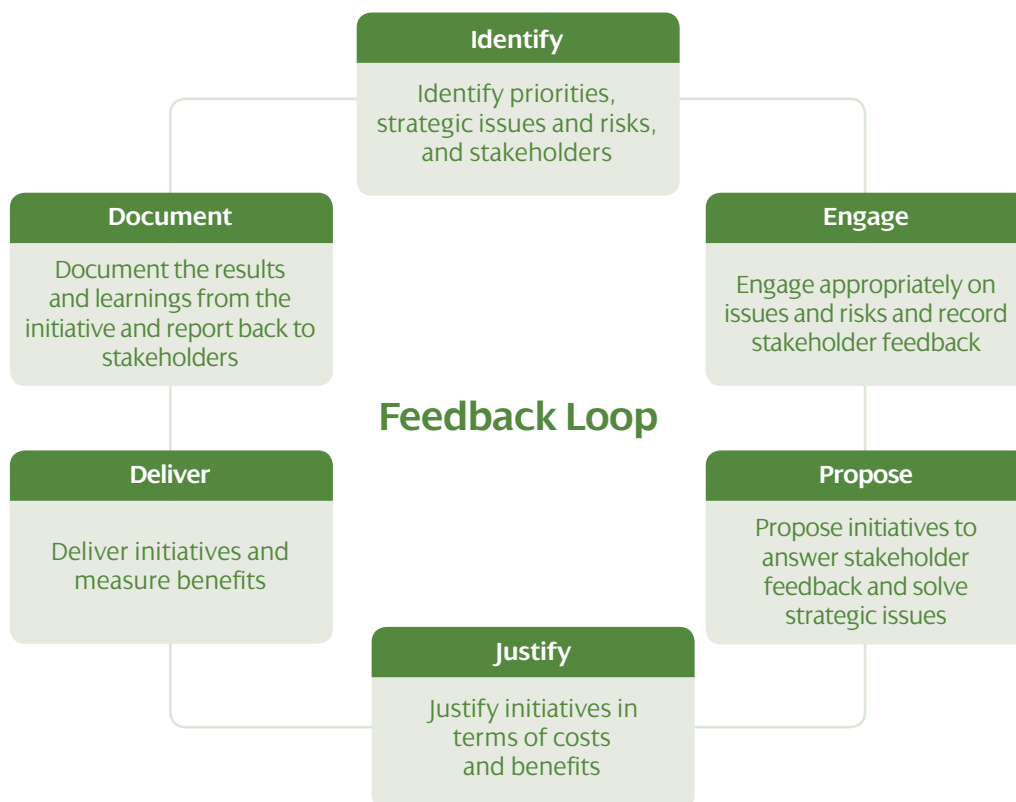 Identify
Identify priorities,
strategic issues and risks,
and stakeholders
Engage
Engage appropriately on
issues and risks and record
stakeholder feedback
Propose
Propose initiatives to
answer stakeholder
feedback and solve
strategic issues
Justify
Justify initiatives in
terms of costs
and benefits
Deliver
Deliver initiatives and
measure benefits
Document
Document the results
and learnings from the
initiative and report back to
stakeholders
Feedback Loop